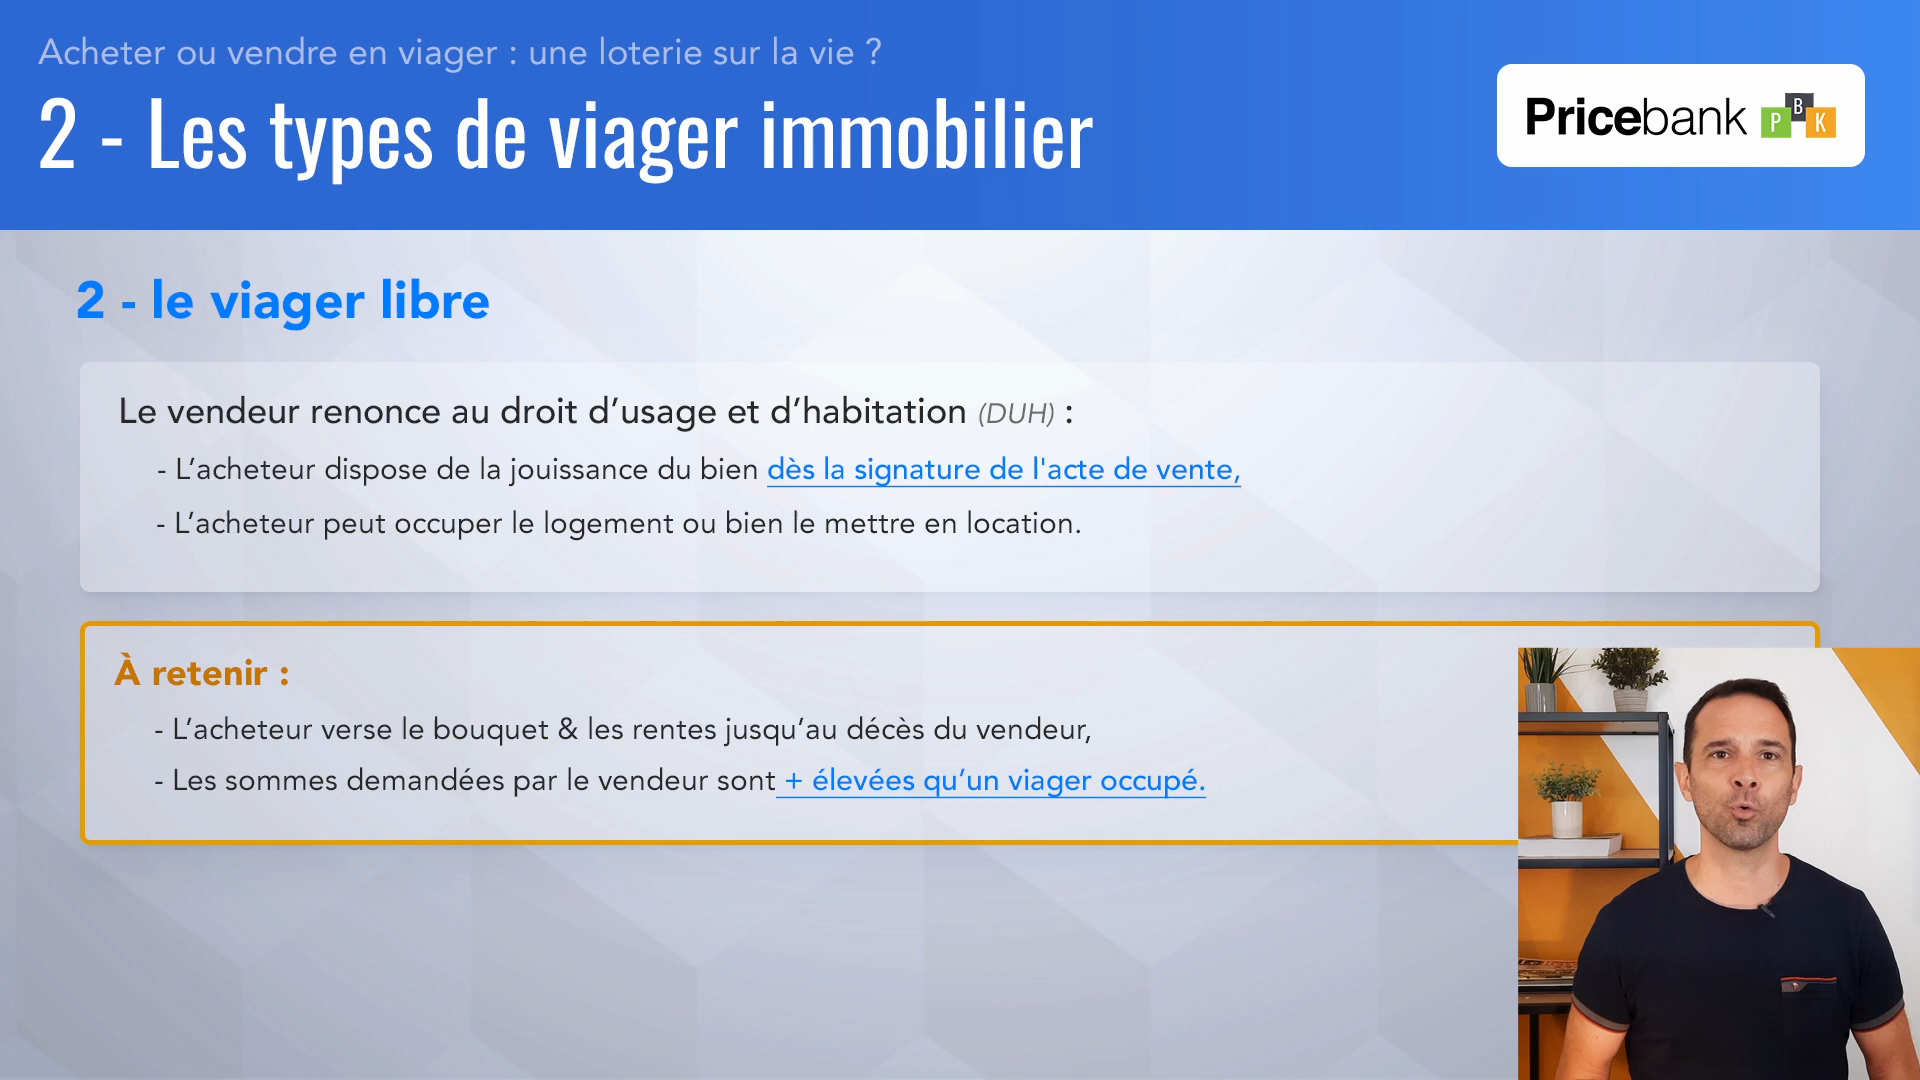 Acheter ou vendre en viager : une loterie sur la vie ?
2 - Les types de viager immobilier
Pricebank P B K
2 - le viager libre
Le vendeur renonce au droit d’usage et d’habitation (DUH) :
- L’acheteur dispose de la jouissance du bien dès la signature de l'acte de vente,
- L’acheteur peut occuper le logement ou bien le mettre en location.
À retenir :
- L’acheteur verse le bouquet & les rentes jusqu’au décès du vendeur,
- Les sommes demandées par le vendeur sont + élevées qu’un viager occupé.